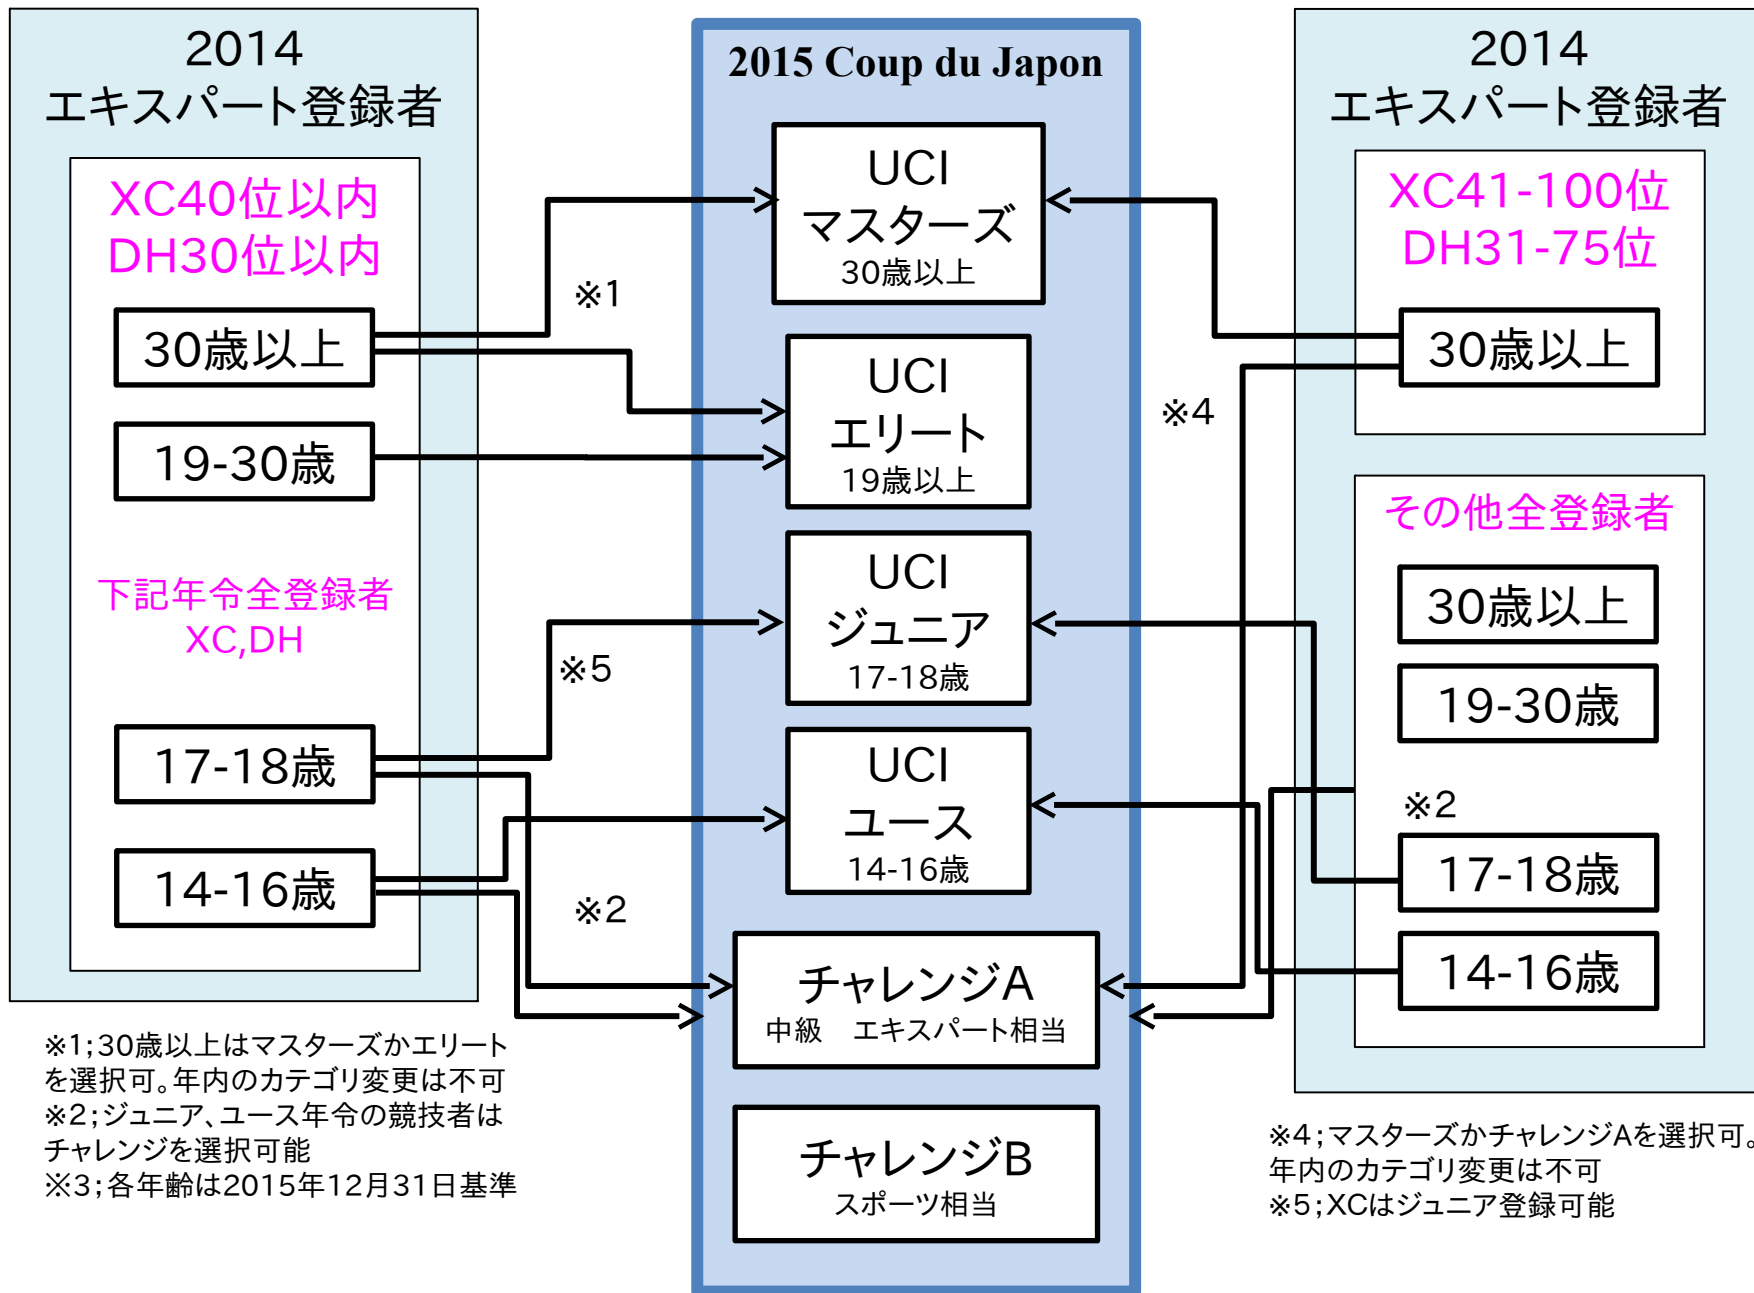 2014
エキスパート登録者
XC40位以内
DH30位以内
30歳以上
19-30歳
下記年令全登録者
XC,DH
17-18歳
14-16歳
※1
※5
※2
2015 Coup du Japon
UCI
マスターズ
30歳以上
UCI
エリート
19歳以上
UCI
ジュニア
17-18歳
UCI
ユース
14-16歳
チャレンジA
中級　エキスパート相当
チャレンジB
スポーツ相当
※4
2014
エキスパート登録者
XC41-100位
DH31-75位
30歳以上
その他全登録者
30歳以上
19-30歳
※2
17-18歳
14-16歳
※1;30歳以上はマスターズかエリート
を選択可。年内のカテゴリ変更は不可
※2;ジュニア、ユース年令の競技者は
チャレンジを選択可能
※3;各年齢は2015年12月31日基準
※4;マスターズかチャレンジAを選択可。
年内のカテゴリ変更は不可
※5;XCはジュニア登録可能